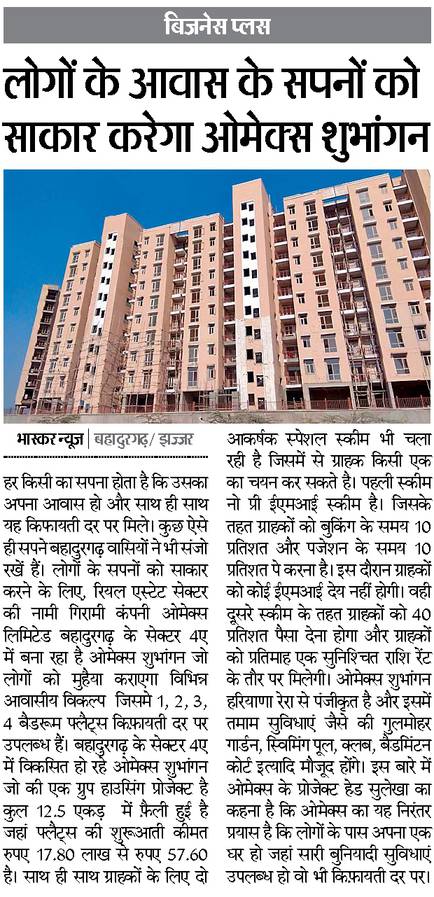 बिजनेस प्लस
लोगों के आवास के सपनों को
साकार करेगा ओमेक्स शुभांगन
भास्कर न्यूज | बहादुरगढ़/ झज्जर
हर किसी का सपना होता है कि उसका
अपना आवास हो और साथ ही साथ
यह किफायती दर पर मिले। कुछ ऐसे
ही सपने बहादुरगढ़ वासियों ने भी संजो
रखें हैं। लोगों के सपनों को साकार
करने के लिए, रियल एस्टेट सेक्टर
की नामी गिरामी कंपनी ओमेक्स
लिमिटेड बहादुरगढ़ के सेक्टर 4ए
में बना रहा है ओमेक्स शुभांगन जो
लोगों को मुहैया कराएगा विभिन्न
आवासीय विकल्प जिसमे 1, 2, 3,
4 बैडरूम फ्लैट्स किफ़ायती दर पर
उपलब्ध हैं। बहादुरगढ़ के सेक्टर 4ए
में विकसित हो रहे ओमेक्स शुभांगन
जो की एक ग्रुप हाउसिंग प्रोजेक्ट है
कुल 12.5 एकड़ में फ़ैली हुई है
जहां फ्लैट्स की शुरूआती कीमत
रुपए 17.80 लाख से रुपए 57.60
है। साथ ही साथ ग्राहकों के लिए दो
आकर्षक स्पेशल स्कीम भी चला
रही है जिसमें से ग्राहक किसी एक
का चयन कर सकते है। पहली स्कीम
नो प्री ईएमआई स्कीम है। जिसके
तहत ग्राहकों को बुकिंग के समय 10
प्रतिशत और पजेशन के समय 10
प्रतिशत पे करना है। इस दौरान ग्राहकों
को कोई ईएमआई देय नहीं होगी। वही
दूसरे स्कीम के तहत ग्राहकों को 40
प्रतिशत पैसा देना होगा और ग्राहकों
को प्रतिमाह एक सुनिश्चित राशि रेंट
के तौर पर मिलेगी। ओमेक्स शुभांगन
हरियाणा रेरा से पंजीकृत है और इसमें
तमाम सुविधाएं जैसे की गुलमोहर
गार्डन, स्विमिंग पूल, क्लब, बैडमिंटन
कोर्ट इत्यादि मौजूद होंगे। इस बारे में
ओमेक्स के प्रोजेक्ट हेड सुलेखा का
कहना है कि ओमेक्स का यह निरंतर
प्रयास है कि लोगों के पास अपना एक
घर हो जहां सारी बुनियादी सुविधाएं
उपलब्ध हो वो भी किफ़ायती दर पर।